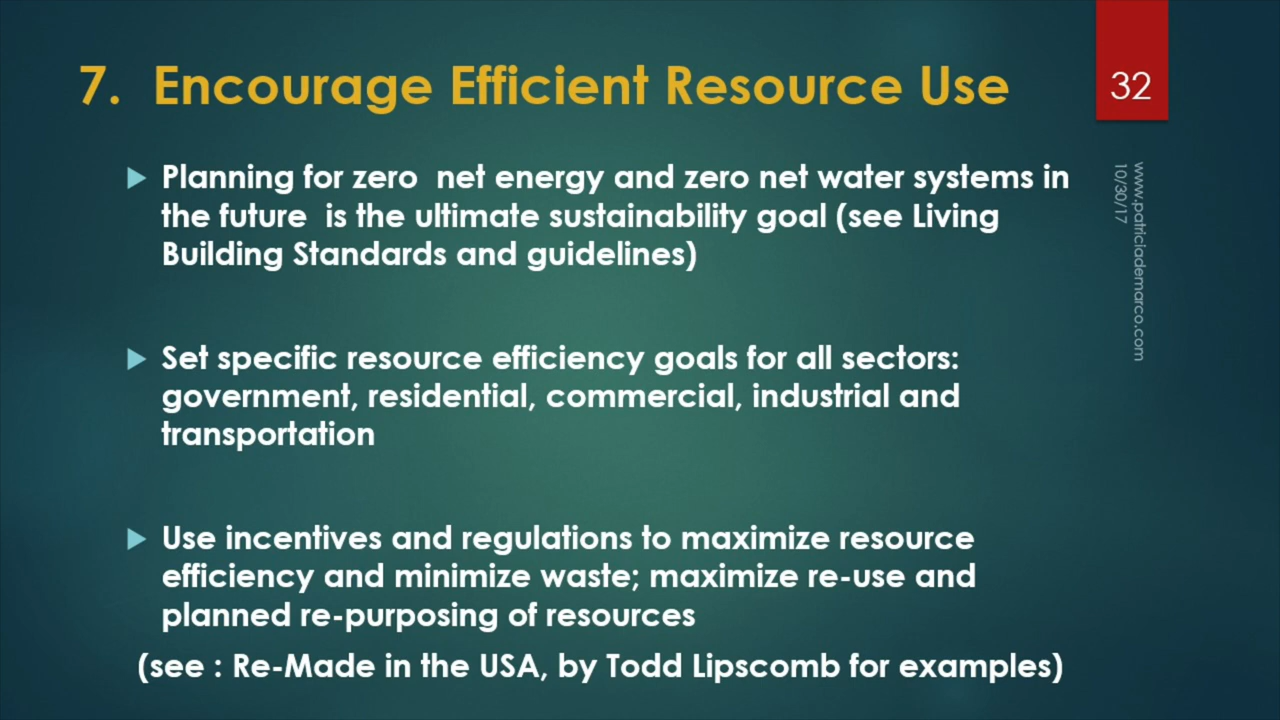 7. Encourage Efficient Resource Use
32
Planning for zero net energy and zero net water systems in
the future is the ultimate sustainability goal (see Living
Building Standards and guidelines)
Set specific resource efficiency goals for all sectors:
government, residential, commercial, industrial and
transportation
Use incentives and regulations to maximize resource
efficiency and minimize waste; maximize re-use and
planned re-purposing of resources
(see : Re-Made in the USA, by Todd Lipscomb for examples)
www.patriciademarco.com
10/30/17